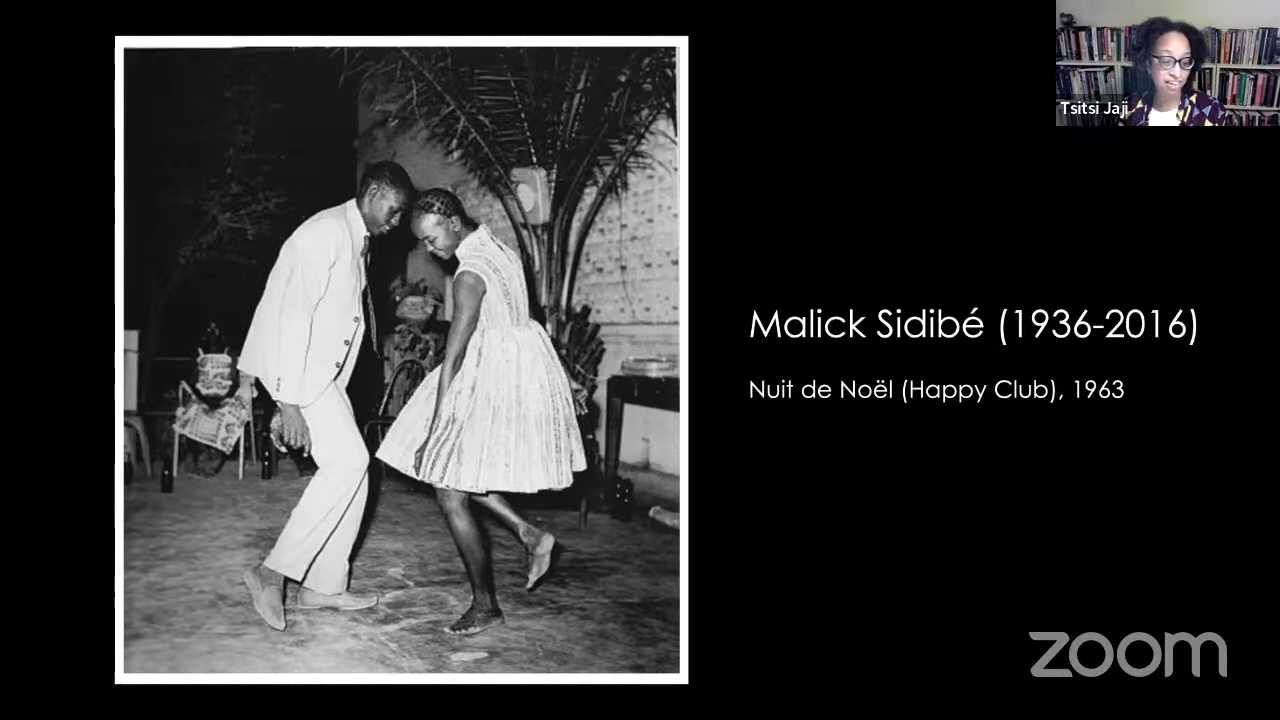 Tsitsi Jaji
Malick Sidibé (1936-2016)
Nuit de Noël (Happy Club), 1963
zoom